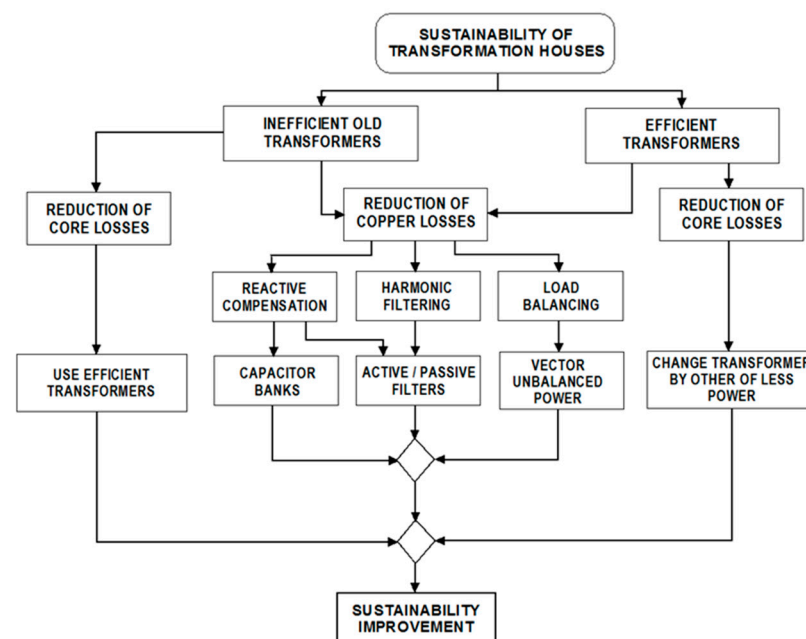 SUSTAINABILITY OF
TRANSFORMATION HOUSES
INEFFICIENT OLD
TRANSFORMERS
EFFICIENT
TRANSFORMERS
REDUCTION OF
CORE LOSSES
REDUCTION OF
COPPER LOSSES
REDUCTION OF
CORE LOSSES
REACTIVE
COMPENSATION
HARMONIC
FILTERING
LOAD
BALANCING
USE EFFICIENT
TRANSFORMERS
CAPACITOR
BANKS
ACTIVE / PASSIVE
FILTERS
VECTOR
UNBALANCED
POWER
CHANGE TRANSFORMER
BY OTHER OF LESS
POWER
SUSTAINABILITY
IMPROVEMENT